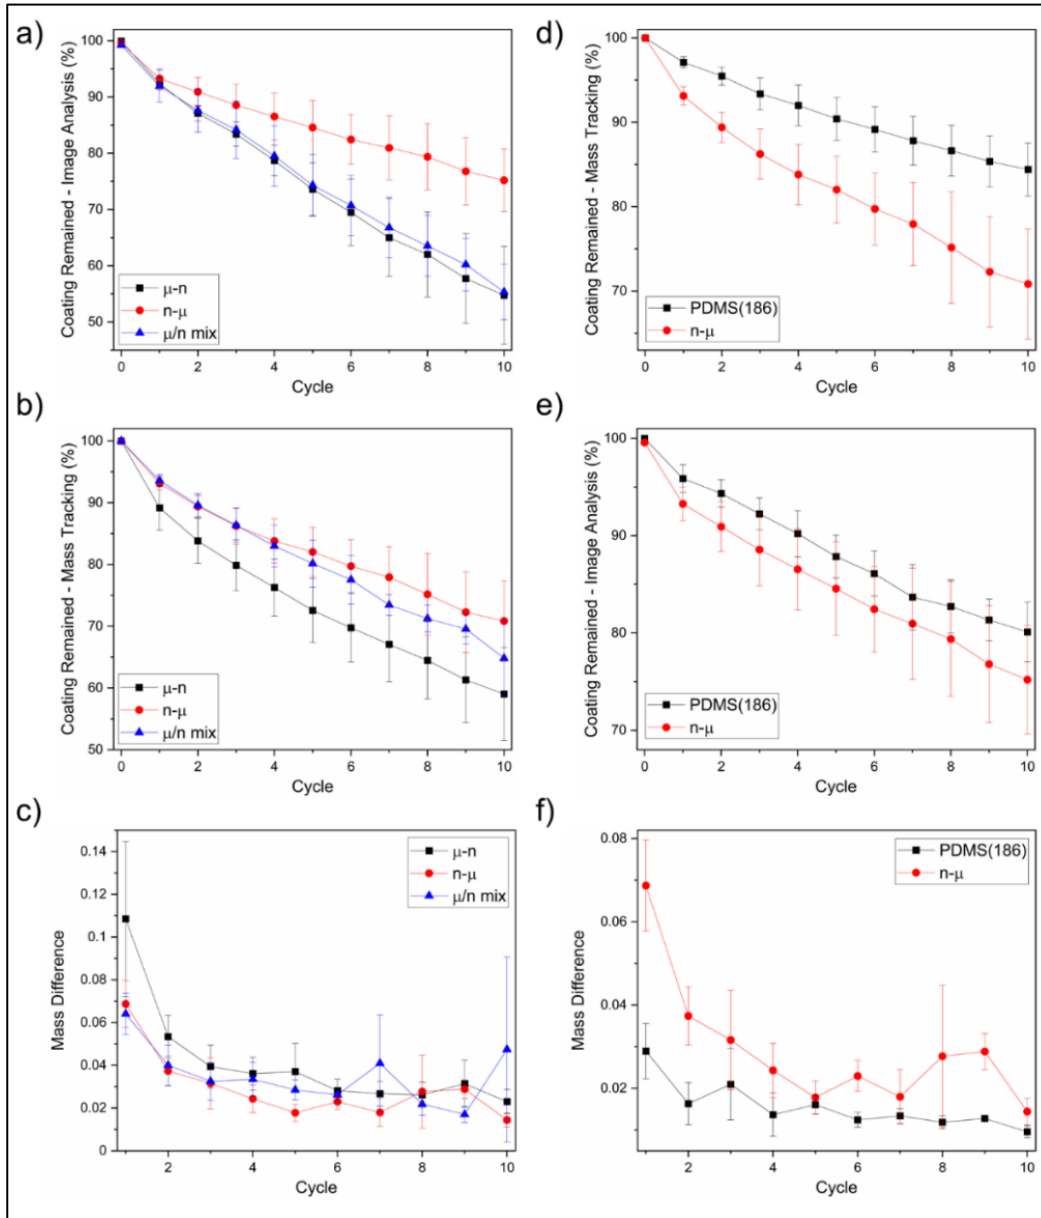 a)
Coating Remained - Image Analysis (%)
100
90
80
70
60
50
μ-n
n-μ
μ/n mix
0 2 4 6 8 10
Cycle
d)
Coating Remained - Mass Tracking (%)
100
90
80
70
PDMS(186)
n-μ
0 2 4 6 8 10
Cycle
b)
Coating Remained - Mass Tracking (%)
100
90
80
70
60
50
μ-n
n-μ
μ/n mix
0 2 4 6 8 10
Cycle
e)
Coating Remained - Image Analysis (%)
100
90
80
70
PDMS(186)
n-μ
0 2 4 6 8 10
Cycle
c)
Mass Difference
0.14
0.12
0.1
0.08
0.06
0.04
0.02
0
μ-n
n-μ
μ/n mix
2 4 6 8 10
Cycle
f)
Mass Difference
0.08
0.06
0.04
0.02
PDMS(186)
n-μ
2 4 6 8 10
Cycle